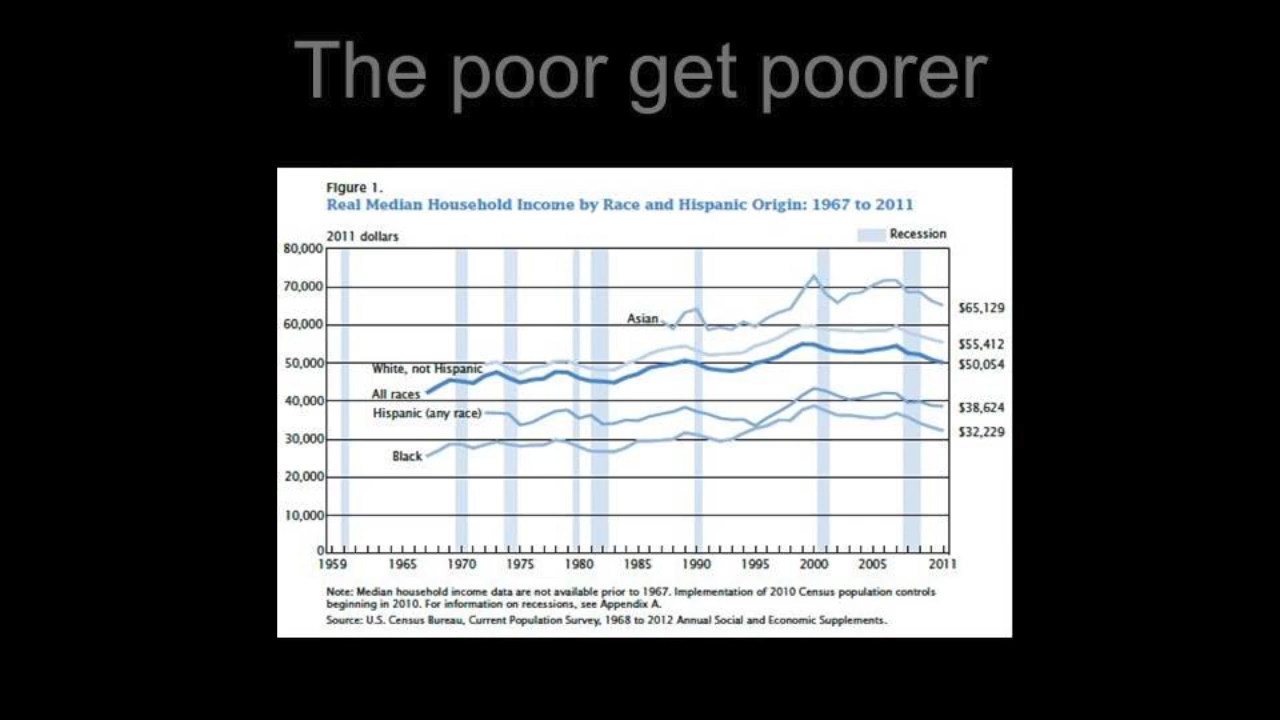 The poor get poorer
Figure 1.
Real Median Household Income by Race and Hispanic Origin: 1967 to 2011
2011 dollars
Recession
80,000
70,000
60,000
50,000
40,000
30,000
20,000
10,000
0
Asian
White, not Hispanic
All races
Hispanic (any race)
Black
$65,129
$55,412
$50,054
$38,624
$32,229
1959 1965 1970 1975 1980 1985 1990 1995 2000 2005 2011
Note: Median household income data are not available prior to 1967. Implementation of 2010 Census population controls
beginning in 2010. For information on recessions, see Appendix A.
Source: U.S. Census Bureau, Current Population Survey, 1968 to 2012 Annual Social and Economic Supplements.